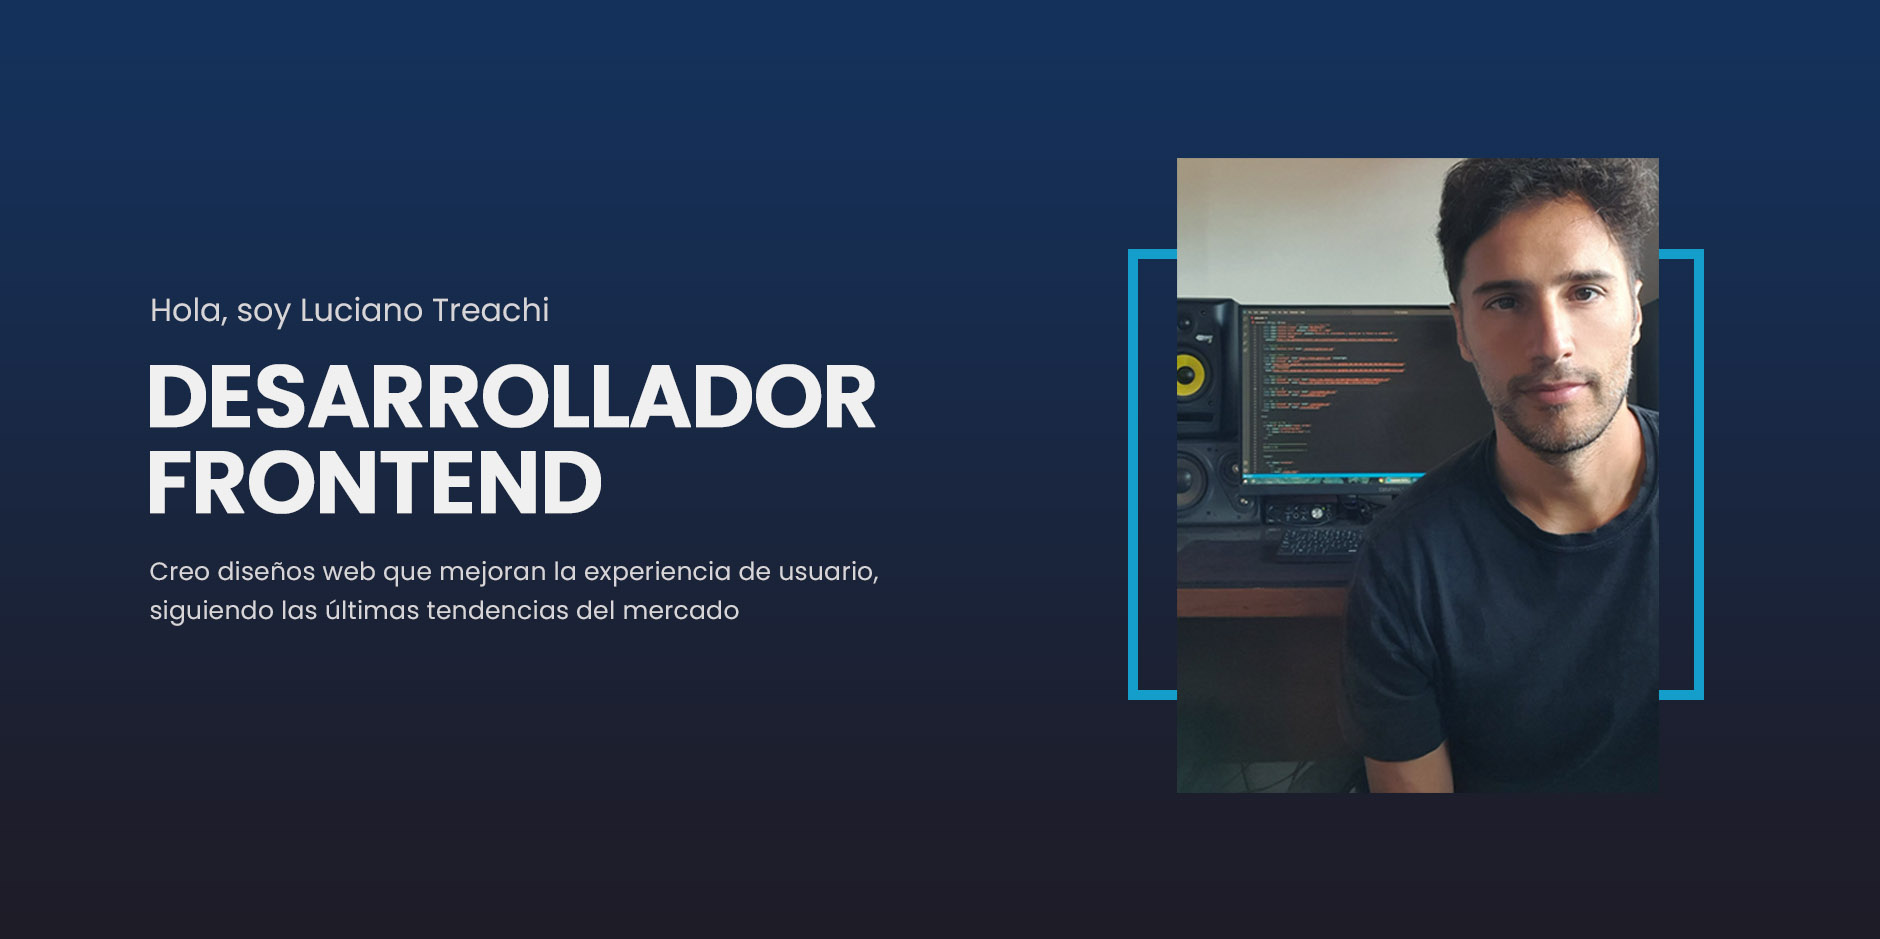 Hola, soy Luciano Treachi
DESARROLLADOR
FRONTEND
Creo diseños web que mejoran la experiencia de usuario,
siguiendo las últimas tendencias del mercado